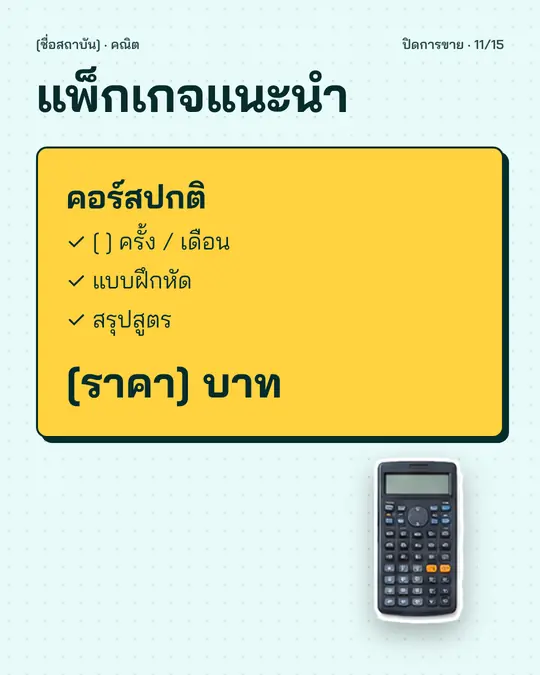 [ชื่อสถาบัน] · คณิต
ปิดการขาย · 11/15
แพ็กเกจแนะนำ
คอร์สปกติ
✓ [ ] ครั้ง / เดือน
✓ แบบฝึกหัด
✓ สรุปสูตร
[ราคา] บาท